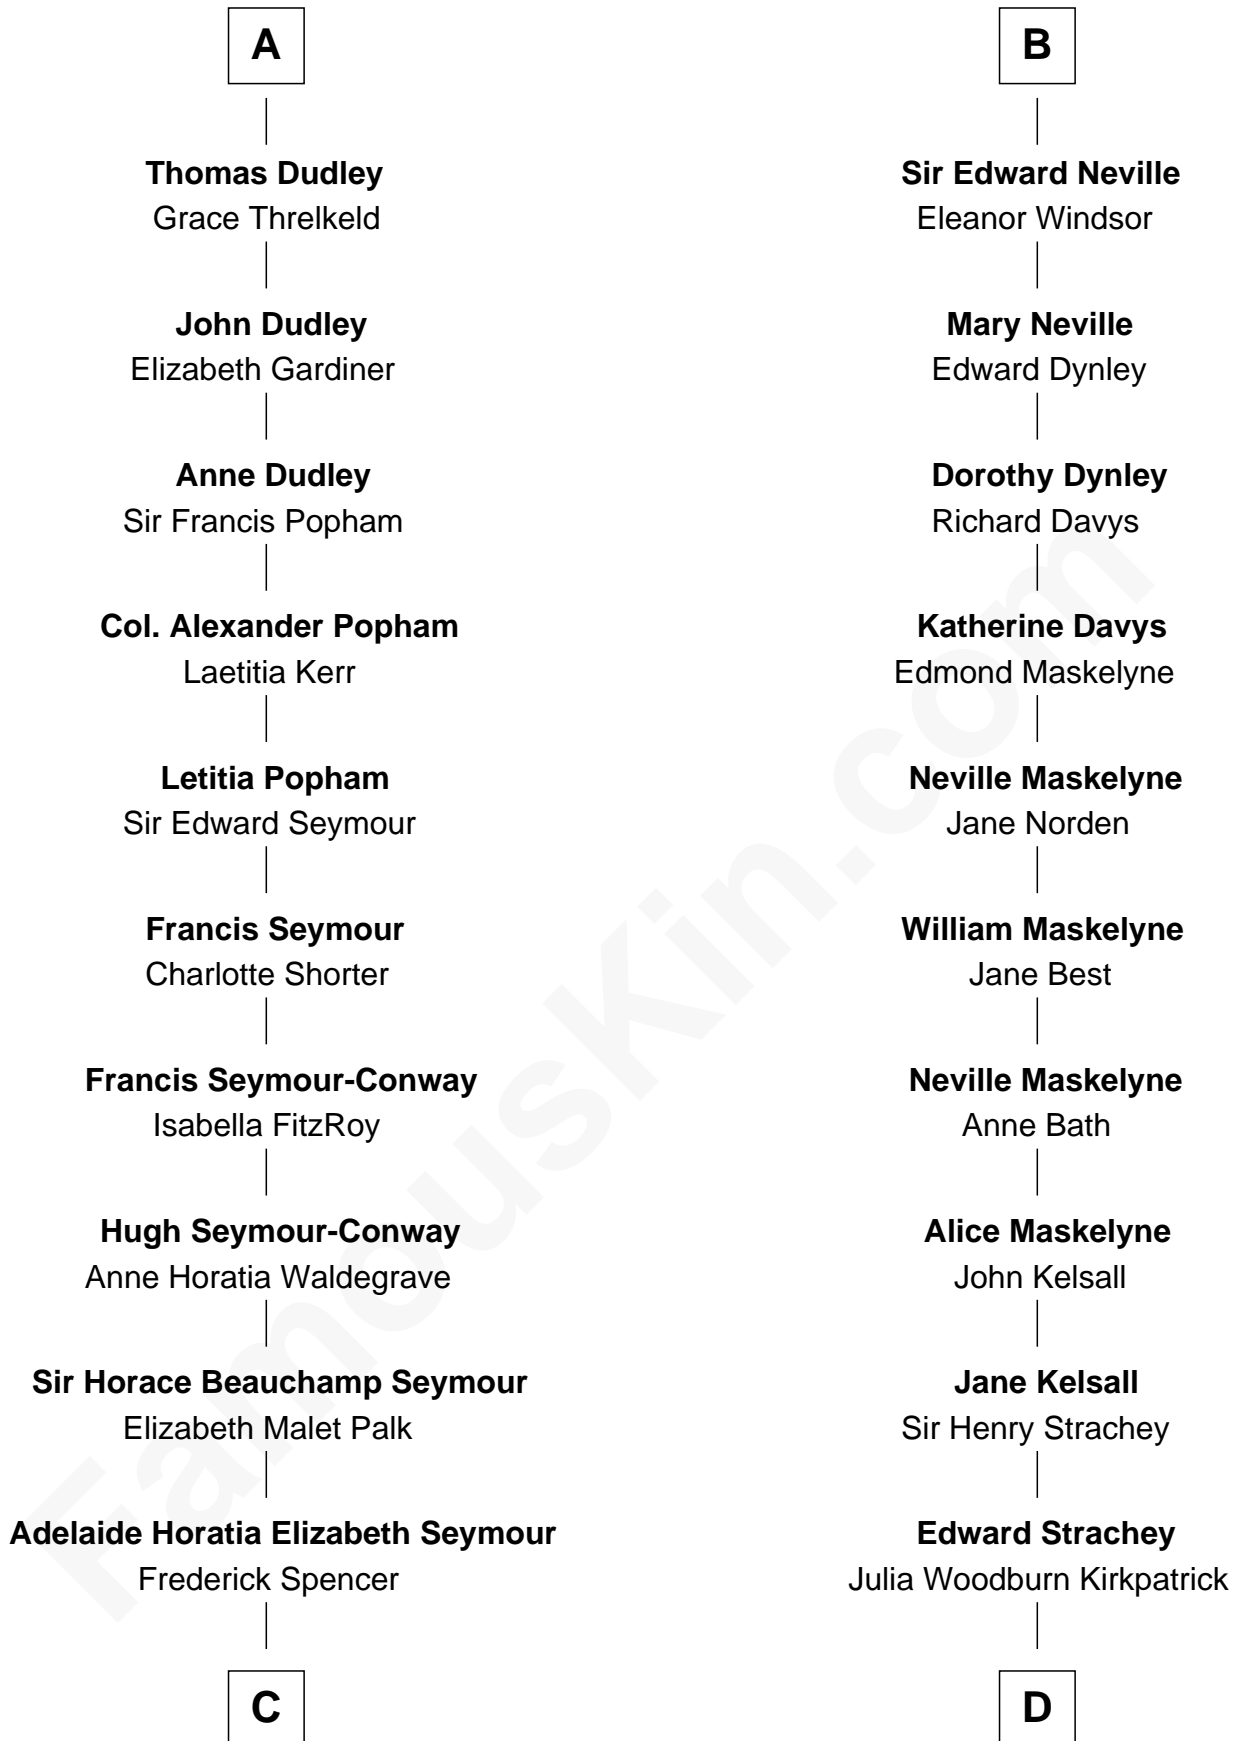 A
Thomas Dudley
Grace Threlkeld
John Dudley
Elizabeth Gardiner
Anne Dudley
Sir Francis Popham
Col. Alexander Popham
Laetitia Kerr
Letitia Popham
Sir Edward Seymour
Francis Seymour
Charlotte Shorter
Francis Seymour-Conway
Isabella FitzRoy
Hugh Seymour-Conway
Anne Horatia Waldegrave
Sir Horace Beauchamp Seymour
Elizabeth Malet Palk
Adelaide Horatia Elizabeth Seymour
Frederick Spencer
C
B
Sir Edward Neville
Eleanor Windsor
Mary Neville
Edward Dynley
Dorothy Dynley
Richard Davys
Katherine Davys
Edmond Maskelyne
Neville Maskelyne
Jane Norden
William Maskelyne
Jane Best
Neville Maskelyne
Anne Bath
Alice Maskelyne
John Kelsall
Jane Kelsall
Sir Henry Strachey
Edward Strachey
Julia Woodburn Kirkpatrick
D
FamousKin.com